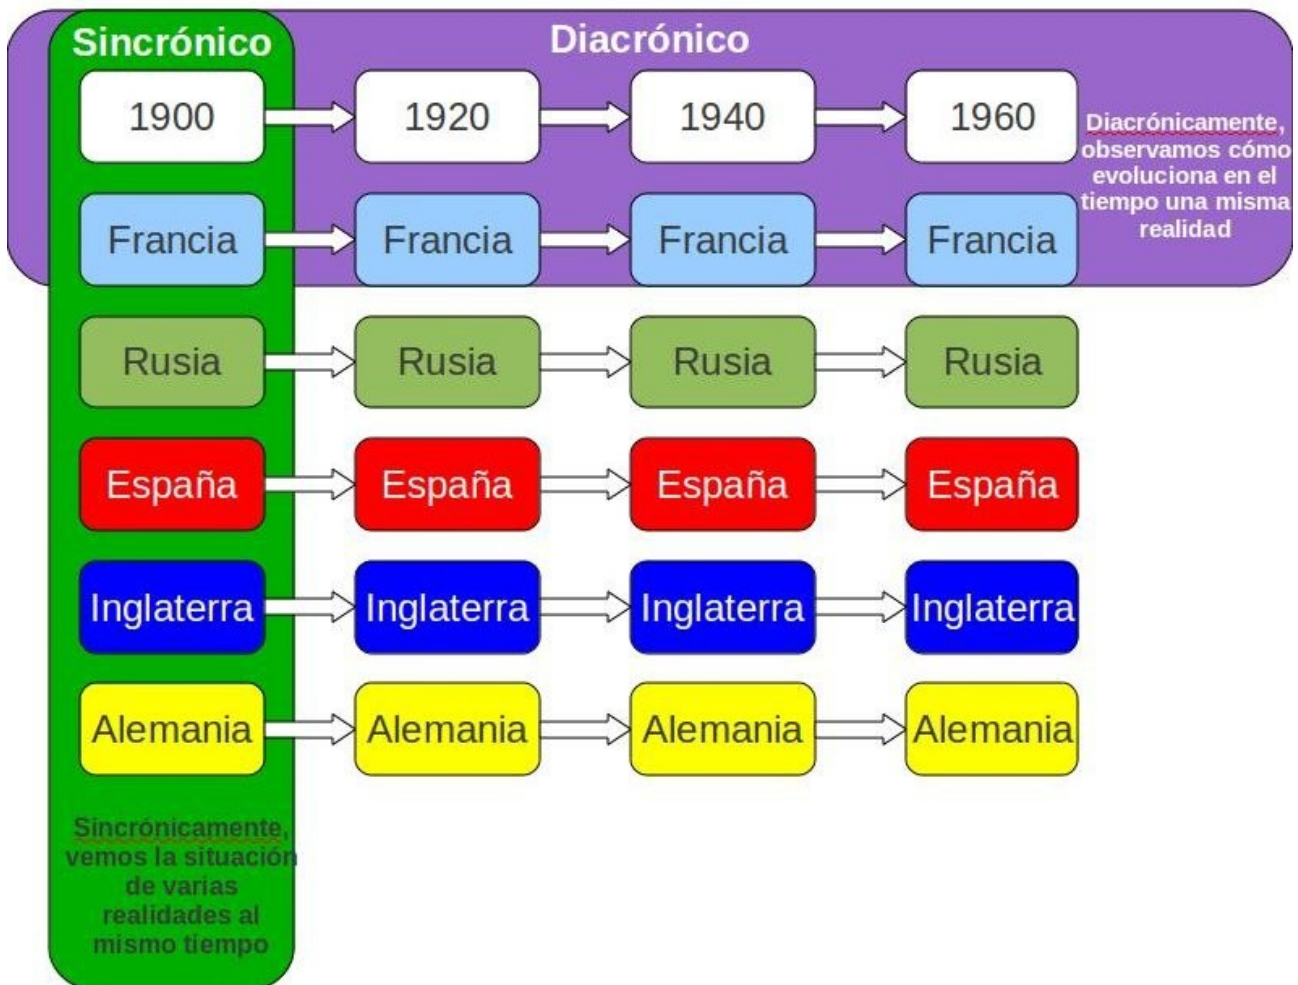 Sincrónico
Diacrónico
1900
1920
1940
1960
Diacrónicamente,
observamos cómo
evoluciona en el
tiempo una misma
realidad
Francia
Francia
Francia
Francia
Rusia
Rusia
Rusia
Rusia
España
España
España
España
Inglaterra
Inglaterra
Inglaterra
Inglaterra
Alemania
Alemania
Alemania
Alemania
Sincrónicamente,
vemos la situación
de varias
realidades al
mismo tiempo